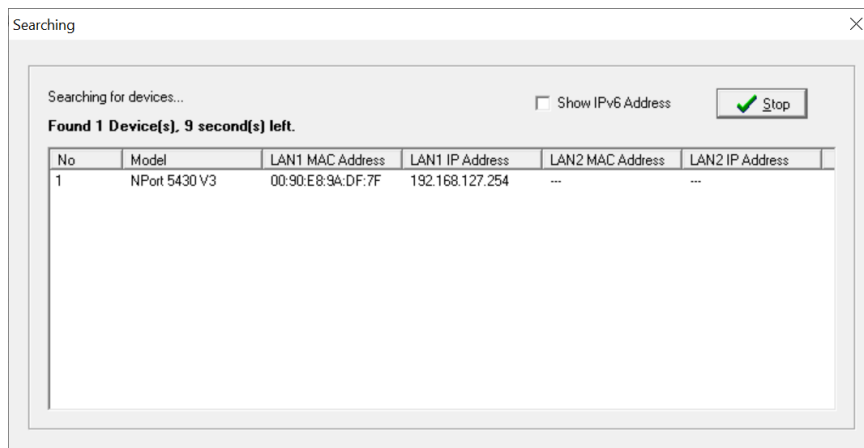 Searching
Searching for devices...
Show IPv6 Address
Stop
Found 1 Device(s), 9 second(s) left.
No Model LAN1 MAC Address LAN1 IP Address LAN2 MAC Address LAN2 IP Address
1 NPort 5430 V3 00:90:E8:9A:DF:7F 192.168.127.254 --- ---